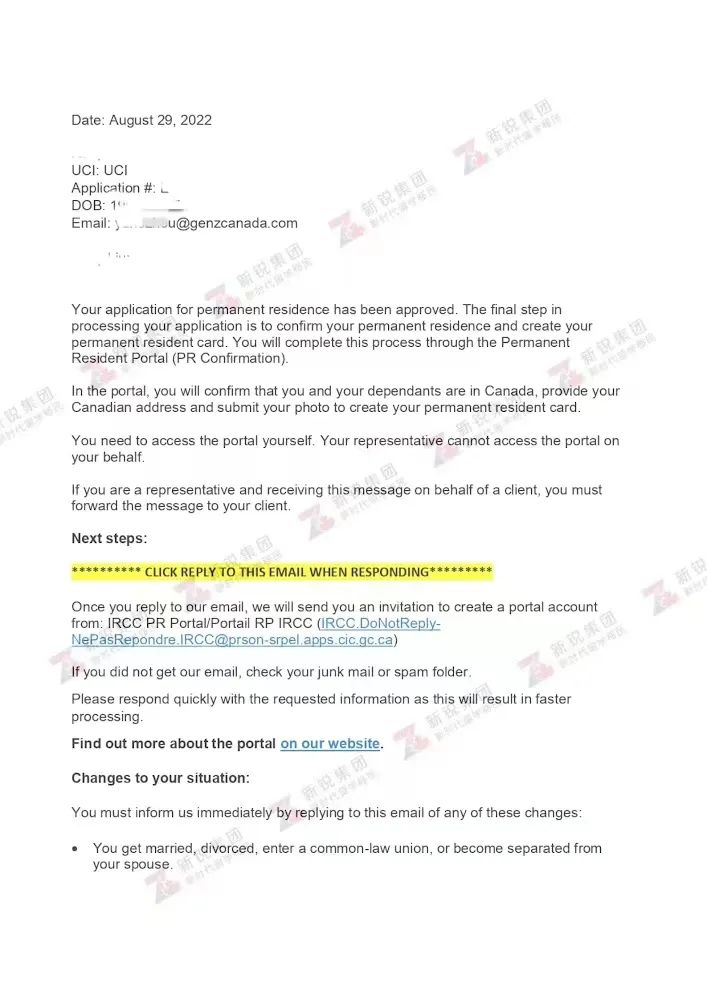 Date: August 29, 2022
UCI: UCI
Application #:
DOB: 19
Email: u@genzcanada.com
Your application for permanent residence has been approved. The final step in
processing your application is to confirm your permanent residence and create your
permanent resident card. You will complete this process through the Permanent
Resident Portal (PR Confirmation).
In the portal, you will confirm that you and your dependants are in Canada, provide your
Canadian address and submit your photo to create your permanent resident card.
You need to access the portal yourself. Your representative cannot access the portal on
your behalf.
If you are a representative and receiving this message on behalf of a client, you must
forward the message to your client.
Next steps:
********** CLICK REPLY TO THIS EMAIL WHEN RESPONDING*********
Once you reply to our email, we will send you an invitation to create a portal account
from: IRCC PR Portal/Portail RP IRCC (IRCC.DoNotReply-
NePasRepondre.IRCC@prson-srpel.apps.cic.gc.ca)
If you did not get our email, check your junk mail or spam folder.
Please respond quickly with the requested information as this will result in faster
processing.
Find out more about the portal on our website.
Changes to your situation:
You must inform us immediately by replying to this email of any of these changes:
• You get married, divorced, enter a common-law union, or become separated from
your spouse.
新锐集团
新时代留学移民